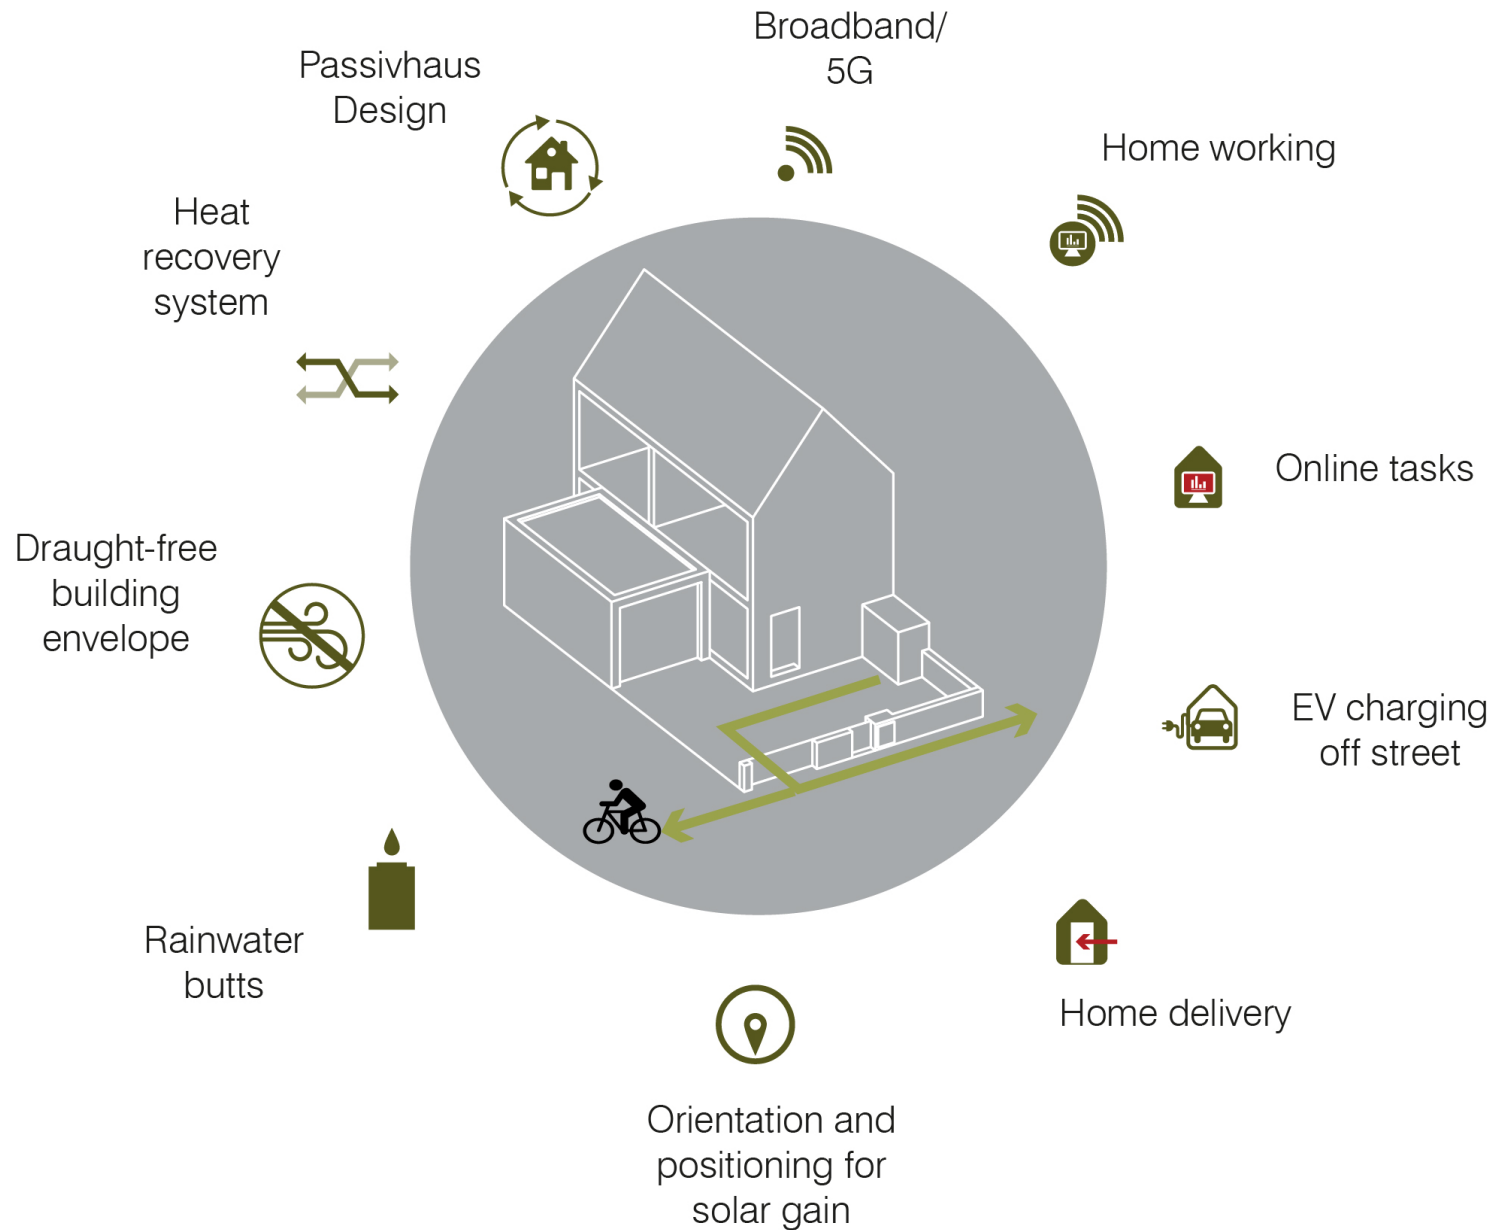 Broadband/
5G
Passivhaus
Design
Home working
Heat
recovery
system
Online tasks
Draught-free
building
envelope
EV charging
off street
Rainwater
butts
Home delivery
Orientation and
positioning for
solar gain